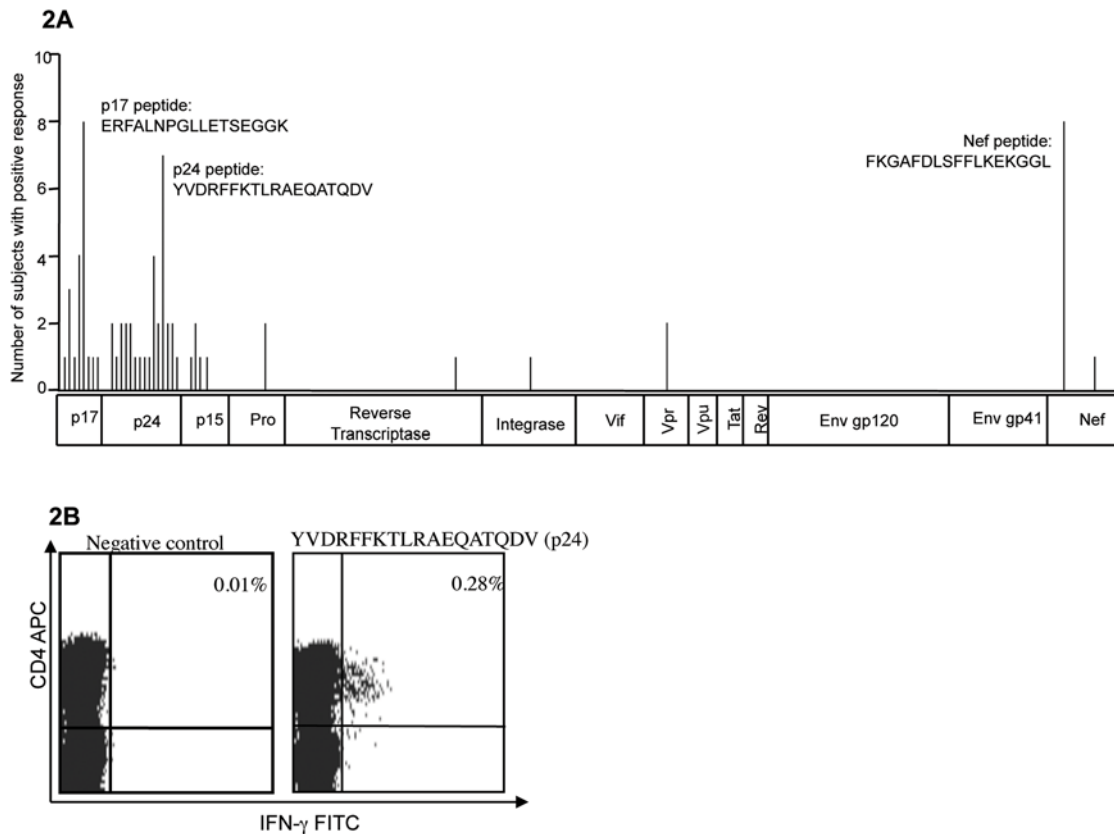 2A
Number of subjects with positive response
10
8
6
4
2
0
p17 peptide:
ERFALNPGLLETSEGGK
p24 peptide:
YVDRFFKTLRAEQATQDV
Nef peptide:
FKGAFDLSFFLKEKGGL
p17
p24
p15
Pro
Reverse
Transcriptase
Integrase
Vif
Vpr
Vpu
Tat
Rev
Env gp120
Env gp41
Nef
2B
Negative control
YVDRFFKTLRAEQATQDV (p24)
0.01%
0.28%
CD4 APC
IFN-γ FITC